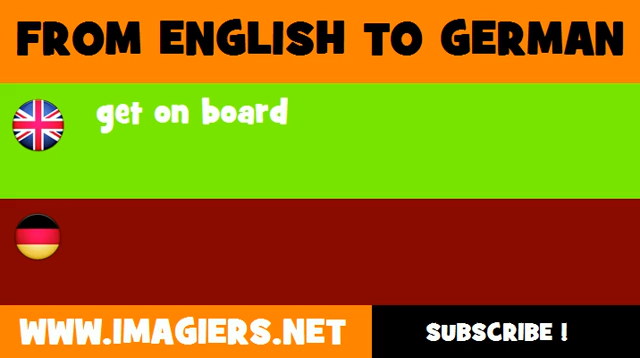 FROM ENGLISH TO GERMAN
get on board
WWW.IMAGIERS.NET
SUBSCRIBE !